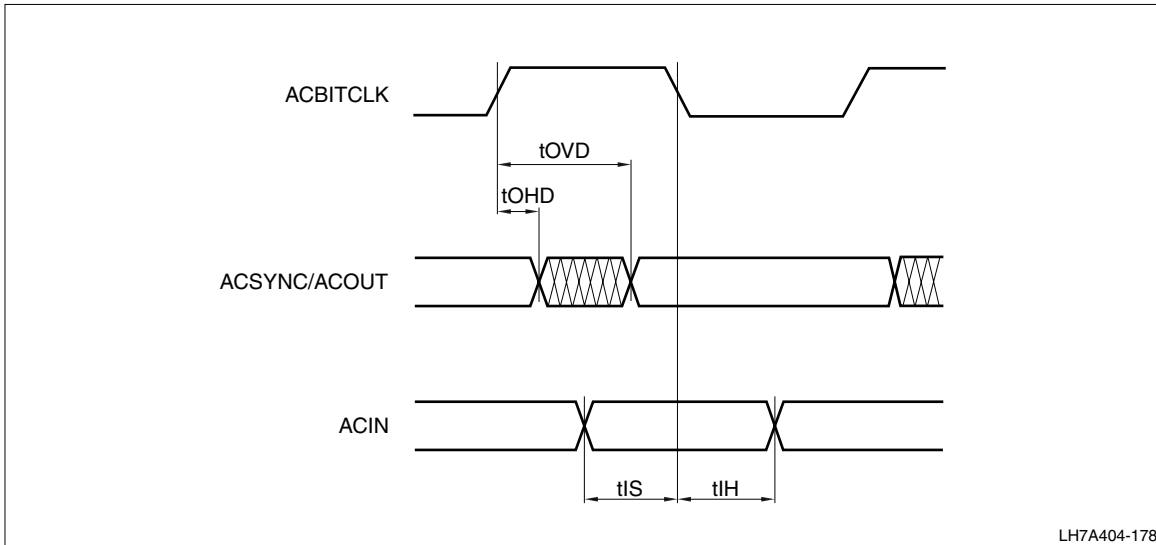 ACBITCLK
tOVD
tOHD
ACSYNC/ACOUT
ACIN
tIS
tIH
LH7A404-178